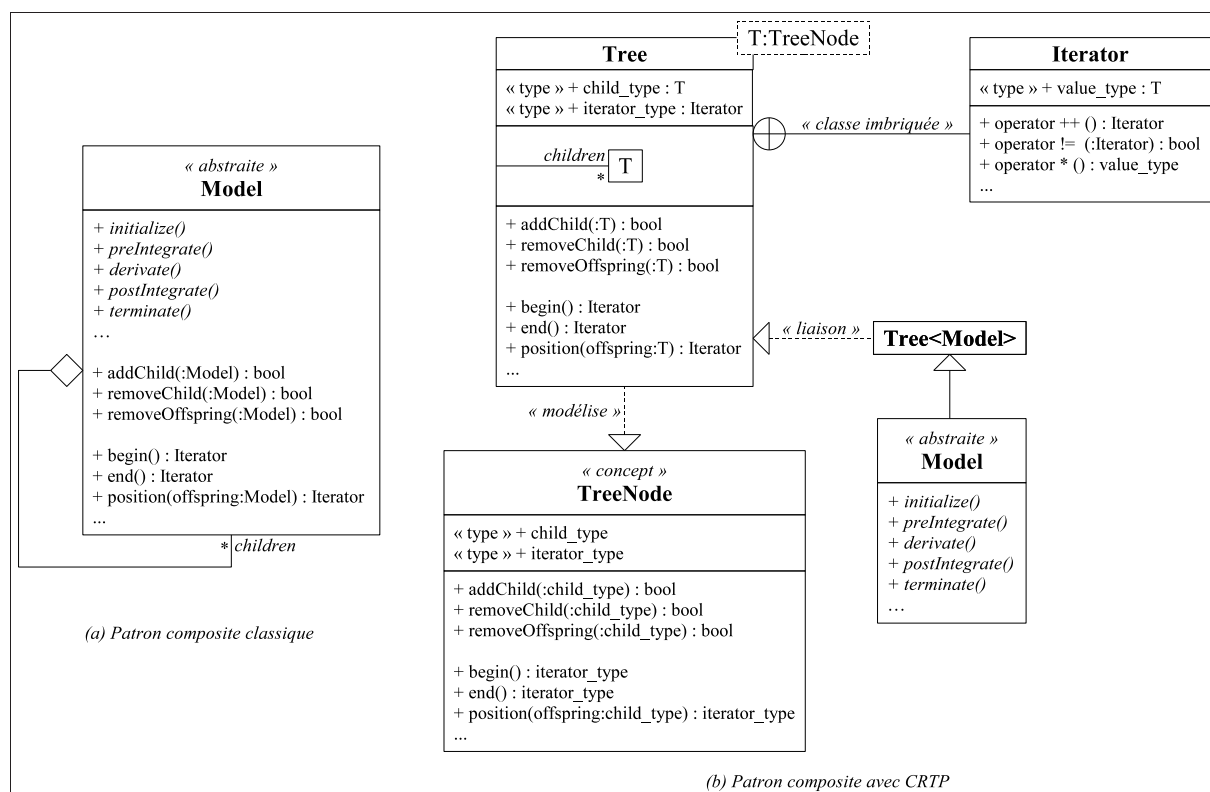 « abstraite »
Model
+ initialize()
+ preIntegrate()
+ derivate()
+ postIntegrate()
+ terminate()
…
+ addChild(:Model) : bool
+ removeChild(:Model) : bool
+ removeOffspring(:Model) : bool
+ begin() : Iterator
+ end() : Iterator
+ position(offspring:Model) : Iterator
...
* children
(a) Patron composite classique
T:TreeNode
Tree
« type » + child_type : T
« type » + iterator_type : Iterator
children
T
*
+ addChild(:T) : bool
+ removeChild(:T) : bool
+ removeOffspring(:T) : bool
+ begin() : Iterator
+ end() : Iterator
+ position(offspring:T) : Iterator
...
« classe imbriquée »
Iterator
« type » + value_type : T
+ operator ++ () : Iterator
+ operator != (:Iterator) : bool
+ operator * () : value_type
...
« liaison »
Tree<Model>
« modélise »
« concept »
TreeNode
« type » + child_type
« type » + iterator_type
+ addChild(:child_type) : bool
+ removeChild(:child_type) : bool
+ removeOffspring(:child_type) : bool
+ begin() : iterator_type
+ end() : iterator_type
+ position(offspring:child_type) : iterator_type
...
« abstraite »
Model
+ initialize()
+ preIntegrate()
+ derivate()
+ postIntegrate()
+ terminate()
…
(b) Patron composite avec CRTP